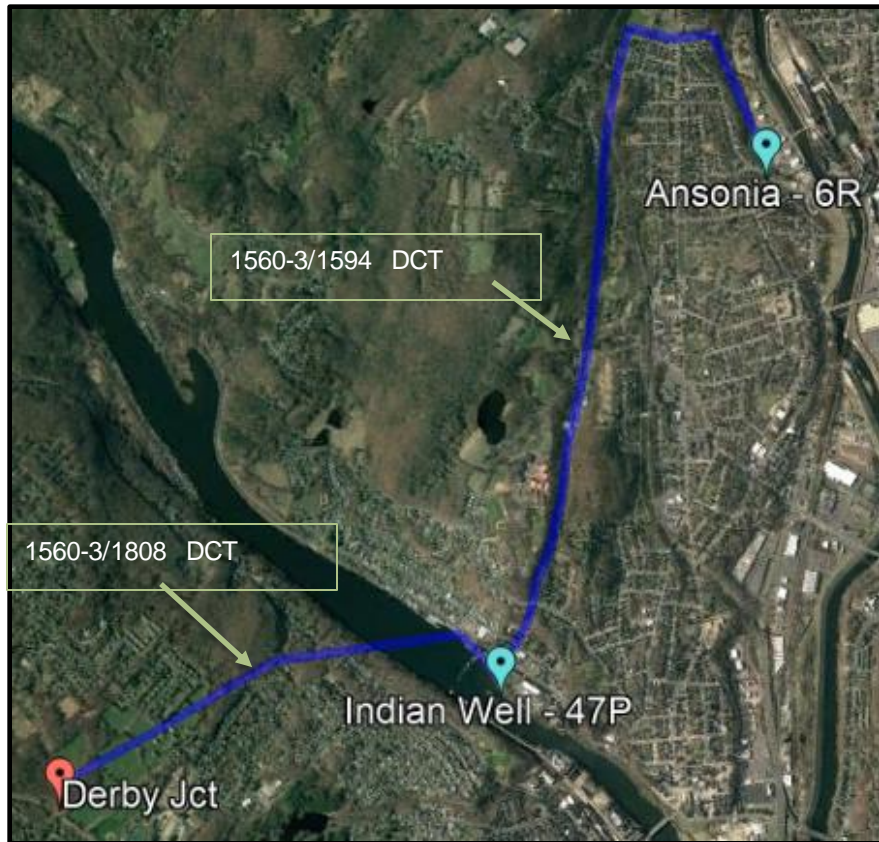 Ansonia - 6R
1560-3/1594 DCT
1560-3/1808 DCT
Indian Well - 47P
Derby Jct